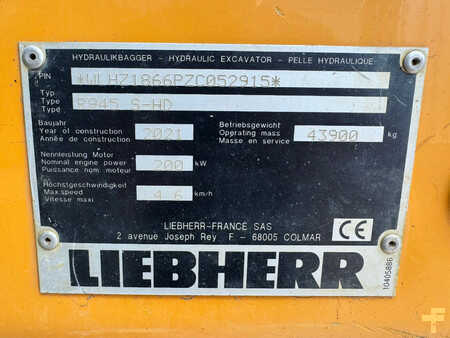 HYDRAULIKBAGGER - HYDRAULIC EXCAVATOR - PELLE HYDRAULIQUE
PIN *WLHZ1866PZC052915*
Typ
Type R945 S-HD
Type
Baujahr
Year of construction 2021
Année de construction
Betriebsgewicht
Operating mass 43900 kg
Masse en service
Nennleistung Motor
Nominal engine power 200 kW
Puissance nom. moteur
Höchstgeschwindigkeit
Max.speed 4.6 km/h
Vitesse maxi
LIEBHERR-FRANCE SAS
2 avenue Joseph Rey F - 68005 COLMAR
CE
LIEBHERR
10405886